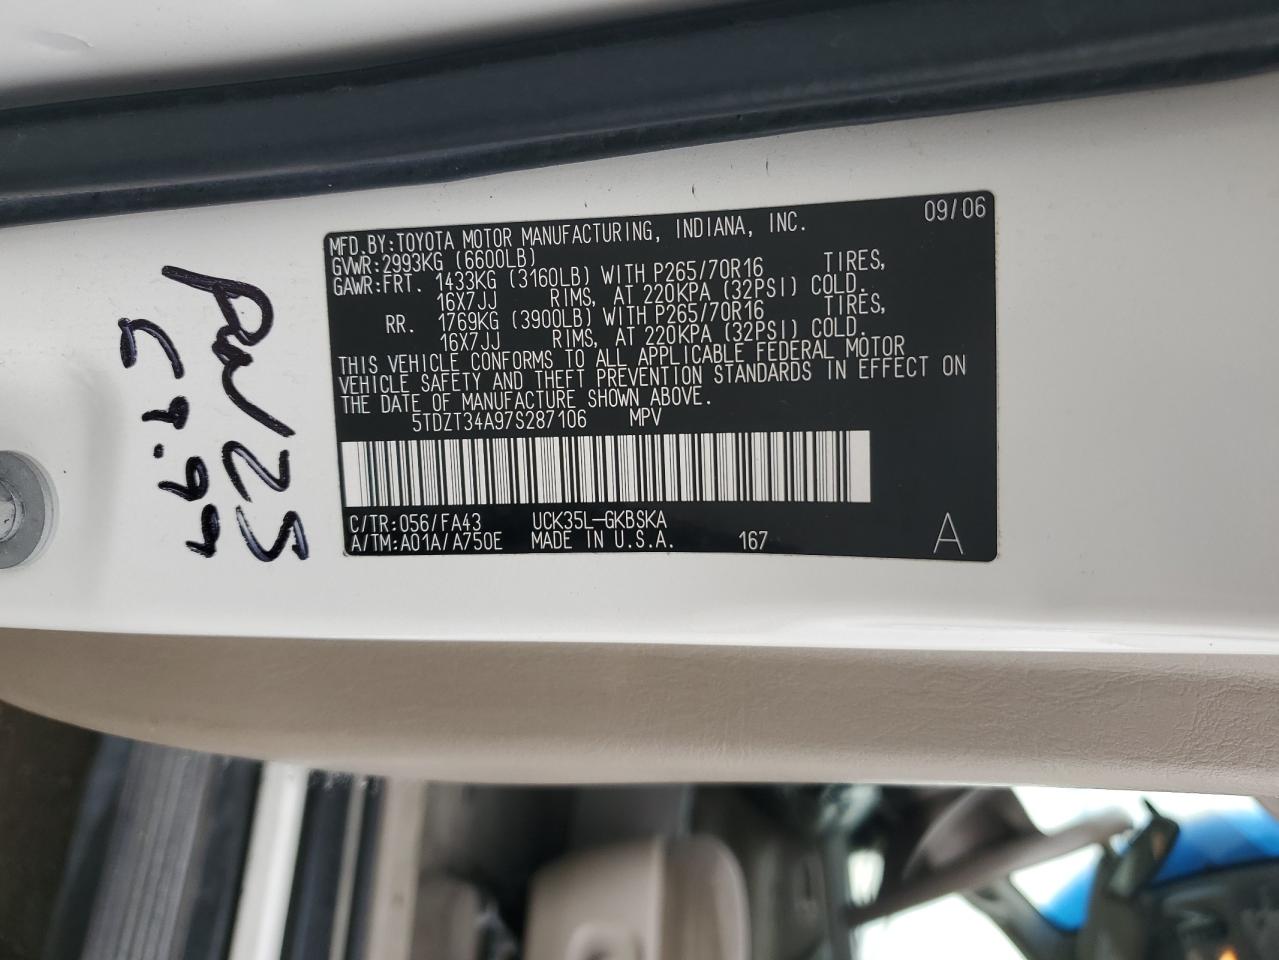 09/06
MFD.BY:TOYOTA MOTOR MANUFACTURING, INDIANA, INC.
GVWR:2993KG (6600LB)
GAWR:FRT. 1433KG (3160LB) WITH P265/70R16 TIRES,
16X7JJ RIMS, AT 220KPA (32PSI) COLD.
RR. 1769KG (3900LB) WITH P265/70R16 TIRES,
16X7JJ RIMS, AT 220KPA (32PSI) COLD.
THIS VEHICLE CONFORMS TO ALL APPLICABLE FEDERAL MOTOR
VEHICLE SAFETY AND THEFT PREVENTION STANDARDS IN EFFECT ON
THE DATE OF MANUFACTURE SHOWN ABOVE.
5TDZT34A97S287106 MPV
C/TR:056/FA43 UCK35L-GKBSKA
A/TM:A01A/A750E MADE IN U.S.A. 167 A